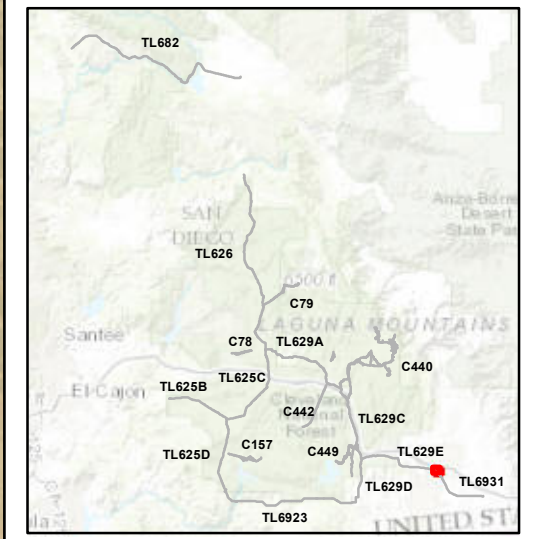 TL682
Anza-Borrego
Desert
State Park
SAN
DIEGO
TL626
6500 ft
C79
LAGUNA MOUNTAINS
Santee
C78
TL629A
C440
El Cajon
TL625B
TL625C
Cleveland
National
Forest
C442
TL629C
C157
C449
TL629E
TL625D
TL629D
TL6931
TL6923
UNITED ST